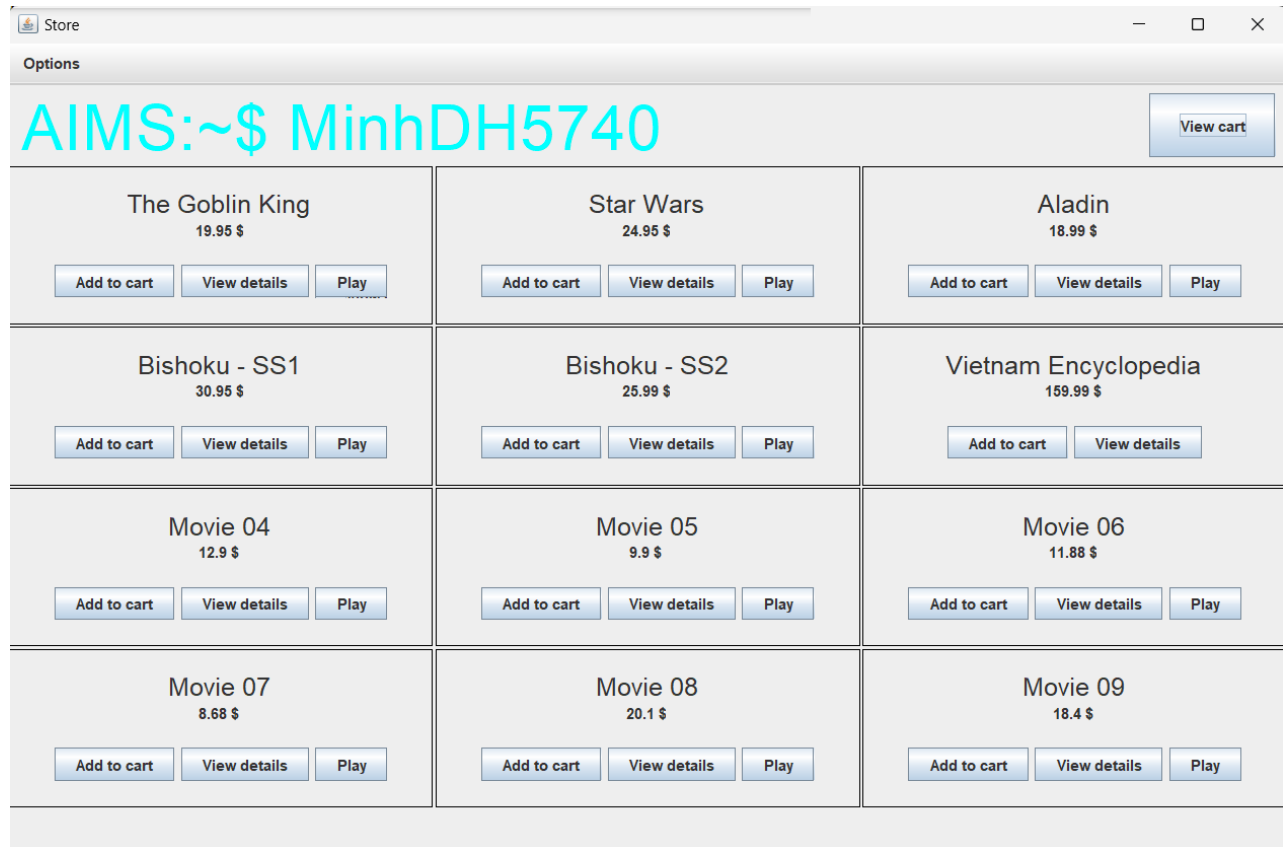 Store
Options
AIMS:~$ MinhDH5740
View cart
The Goblin King
19.95 $
Add to cart View details Play
Star Wars
24.95 $
Add to cart View details Play
Aladin
18.99 $
Add to cart View details Play
Bishoku - SS1
30.95 $
Add to cart View details Play
Bishoku - SS2
25.99 $
Add to cart View details Play
Vietnam Encyclopedia
159.99 $
Add to cart View details
Movie 04
12.9 $
Add to cart View details Play
Movie 05
9.9 $
Add to cart View details Play
Movie 06
11.88 $
Add to cart View details Play
Movie 07
8.68 $
Add to cart View details Play
Movie 08
20.1 $
Add to cart View details Play
Movie 09
18.4 $
Add to cart View details Play